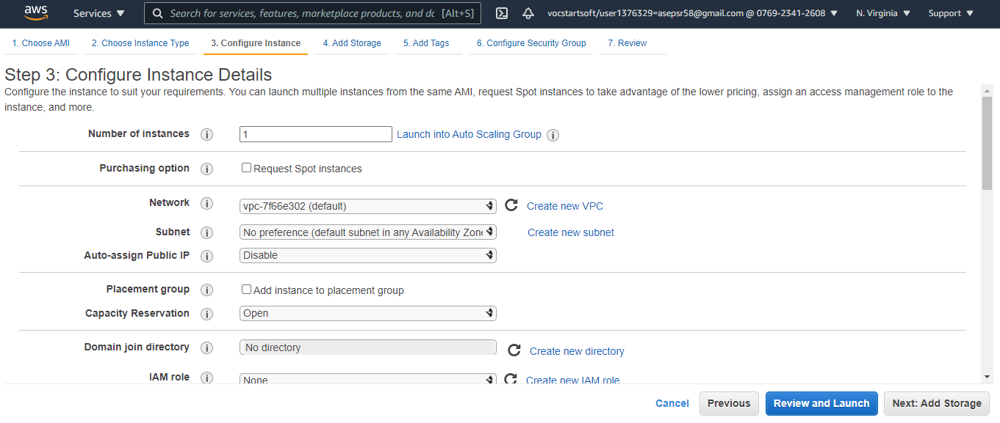 aws Services Search for services, features, marketplace products, and dc [Alt+S] vocstartsoft/user1376329=asepsr58@gmail.com @ 0769-2341-2608 N. Virginia Support
1. Choose AMI 2. Choose Instance Type 3. Configure Instance 4. Add Storage 5. Add Tags 6. Configure Security Group 7. Review
Step 3: Configure Instance Details
Configure the instance to suit your requirements. You can launch multiple instances from the same AMI, request Spot instances to take advantage of the lower pricing, assign an access management role to the
instance, and more.
Number of instances i 1 Launch into Auto Scaling Group i
Purchasing option i Request Spot instances
Network i vpc-7f66e302 (default) Create new VPC
Subnet i No preference (default subnet in any Availability Zone Create new subnet
Auto-assign Public IP i Disable
Placement group i Add instance to placement group
Capacity Reservation i Open
Domain join directory i No directory Create new directory
IAM role i None Create new IAM role
Cancel Previous Review and Launch Next: Add Storage